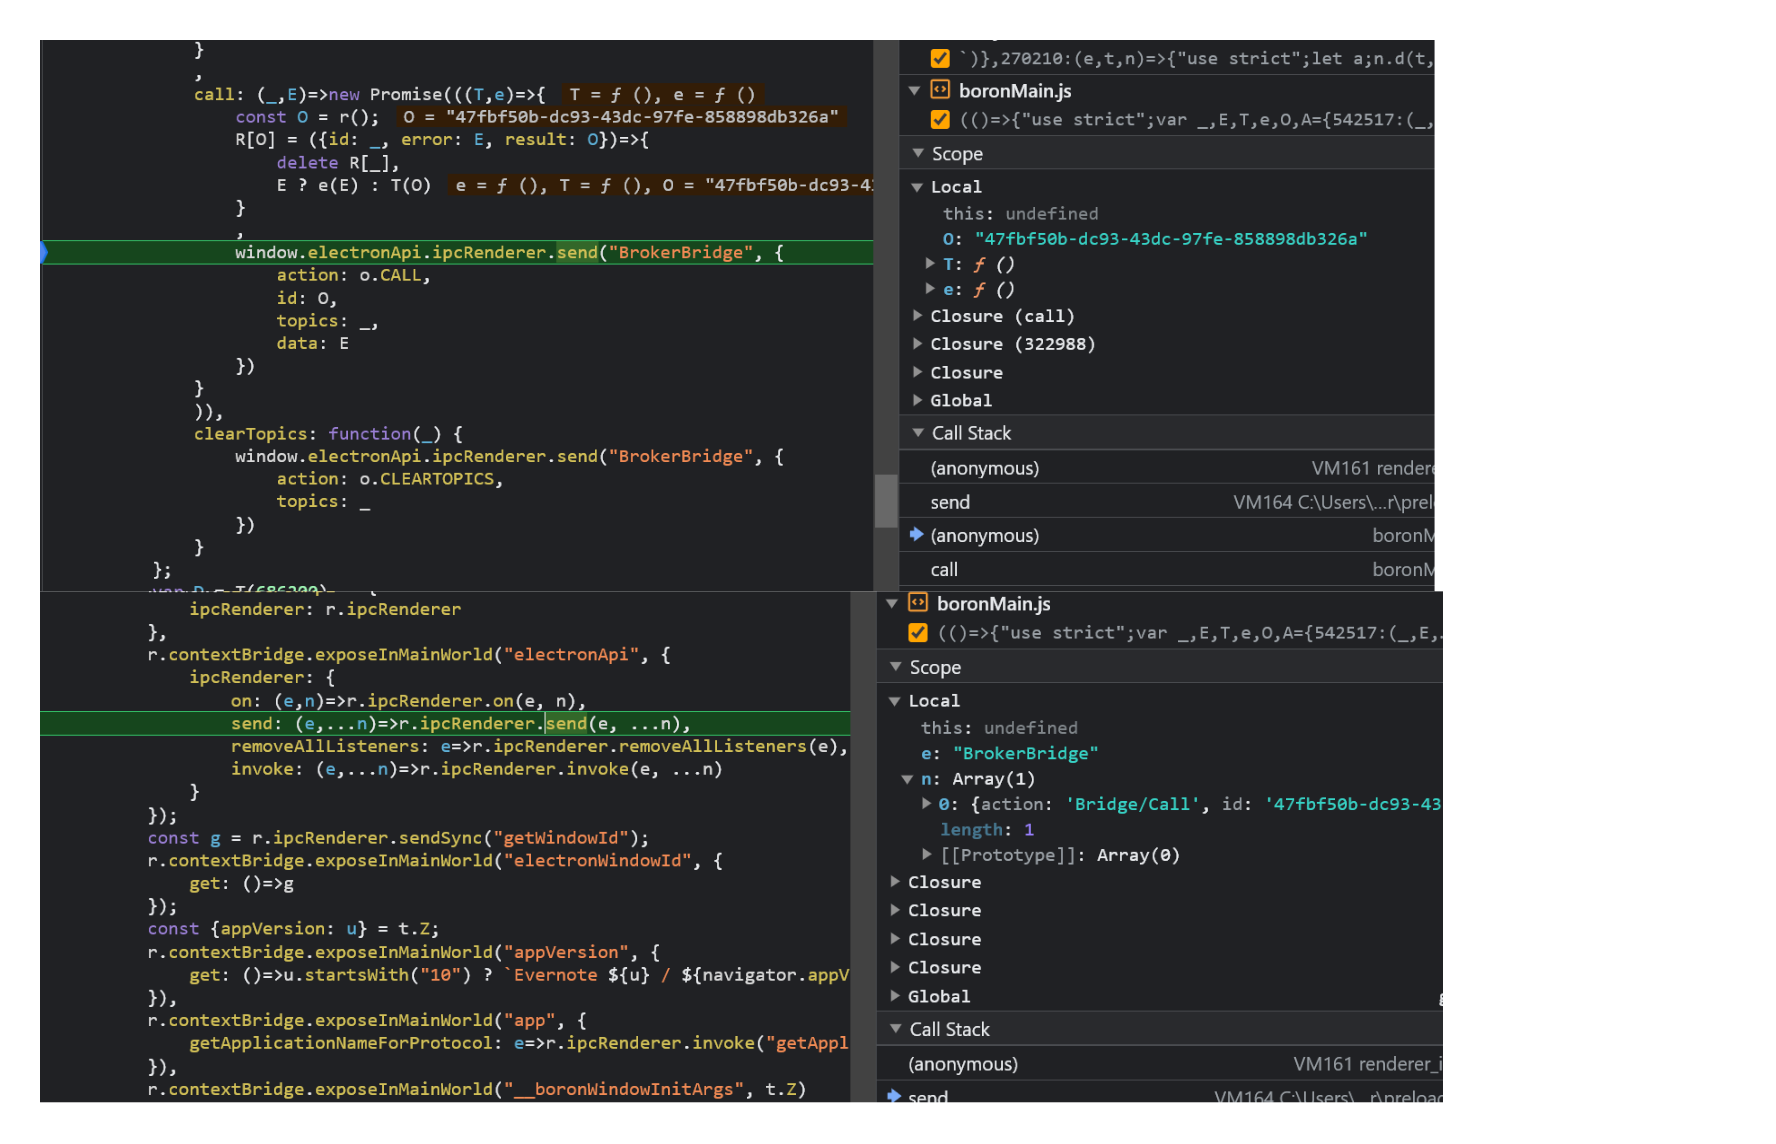 }
,
call: (_,E)=>new Promise(((T,e)=>{ T = ƒ (), e = ƒ ()
const O = r(); O = "47fbf50b-dc93-43dc-97fe-858898db326a"
R[O] = ({id: _, error: E, result: O})=>{
delete R[_],
E ? e(E) : T(O) e = ƒ (), T = ƒ (), O = "47fbf50b-dc93-43
}
,
window.electronApi.ipcRenderer.send("BrokerBridge", {
action: o.CALL,
id: O,
topics: _,
data: E
})
}
)),
clearTopics: function(_) {
window.electronApi.ipcRenderer.send("BrokerBridge", {
action: o.CLEARTOPICS,
topics: _
})
}
};
`)},270210:(e,t,n)=>{"use strict";let a;n.d(t,
boronMain.js
(()=>{"use strict";var _,E,T,e,O,A={542517:(_,
Scope
Local
this: undefined
O: "47fbf50b-dc93-43dc-97fe-858898db326a"
T: ƒ ()
e: ƒ ()
Closure (call)
Closure (322988)
Closure
Global
Call Stack
(anonymous) VM161 rendere
send VM164 C:\Users\...r\prel
(anonymous) boronM
call boronM
ipcRenderer: r.ipcRenderer
},
r.contextBridge.exposeInMainWorld("electronApi", {
ipcRenderer: {
on: (e,n)=>r.ipcRenderer.on(e, n),
send: (e,...n)=>r.ipcRenderer.send(e, ...n),
removeAllListeners: e=>r.ipcRenderer.removeAllListeners(e),
invoke: (e,...n)=>r.ipcRenderer.invoke(e, ...n)
}
});
const g = r.ipcRenderer.sendSync("getWindowId");
r.contextBridge.exposeInMainWorld("electronWindowId", {
get: ()=>g
});
const {appVersion: u} = t.Z;
r.contextBridge.exposeInMainWorld("appVersion", {
get: ()=>u.startsWith("10") ? `Evernote ${u} / ${navigator.appV
}),
r.contextBridge.exposeInMainWorld("app", {
getApplicationNameForProtocol: e=>r.ipcRenderer.invoke("getAppl
}),
r.contextBridge.exposeInMainWorld("__boronWindowInitArgs", t.Z)
boronMain.js
(()=>{"use strict";var _,E,T,e,O,A={542517:(_,E,.
Scope
Local
this: undefined
e: "BrokerBridge"
n: Array(1)
0: {action: 'Bridge/Call', id: '47fbf50b-dc93-43
length: 1
[[Prototype]]: Array(0)
Closure
Closure
Closure
Closure
Global
Call Stack
(anonymous) VM161 renderer_i
send VM164 C:\Users\...r\preload